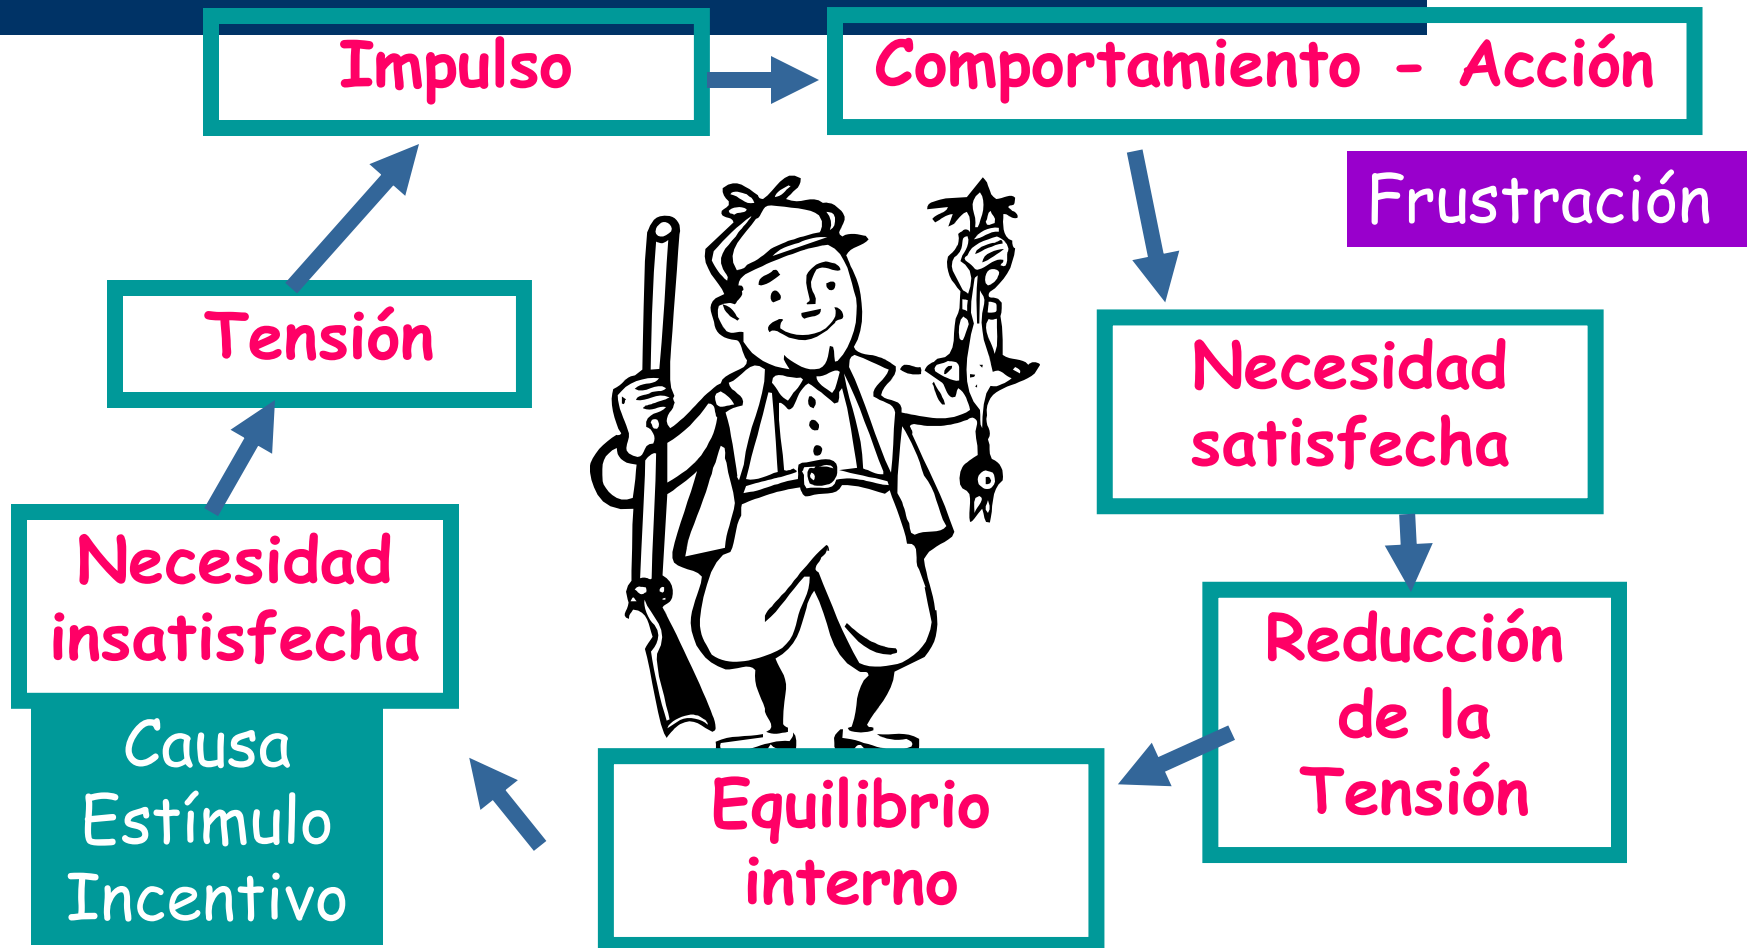 Impulso
Comportamiento - Acción
Frustración
Tensión
Necesidad
satisfecha
Necesidad
insatisfecha
Reducción
de la
Tensión
Causa
Estímulo
Incentivo
Equilibrio
interno